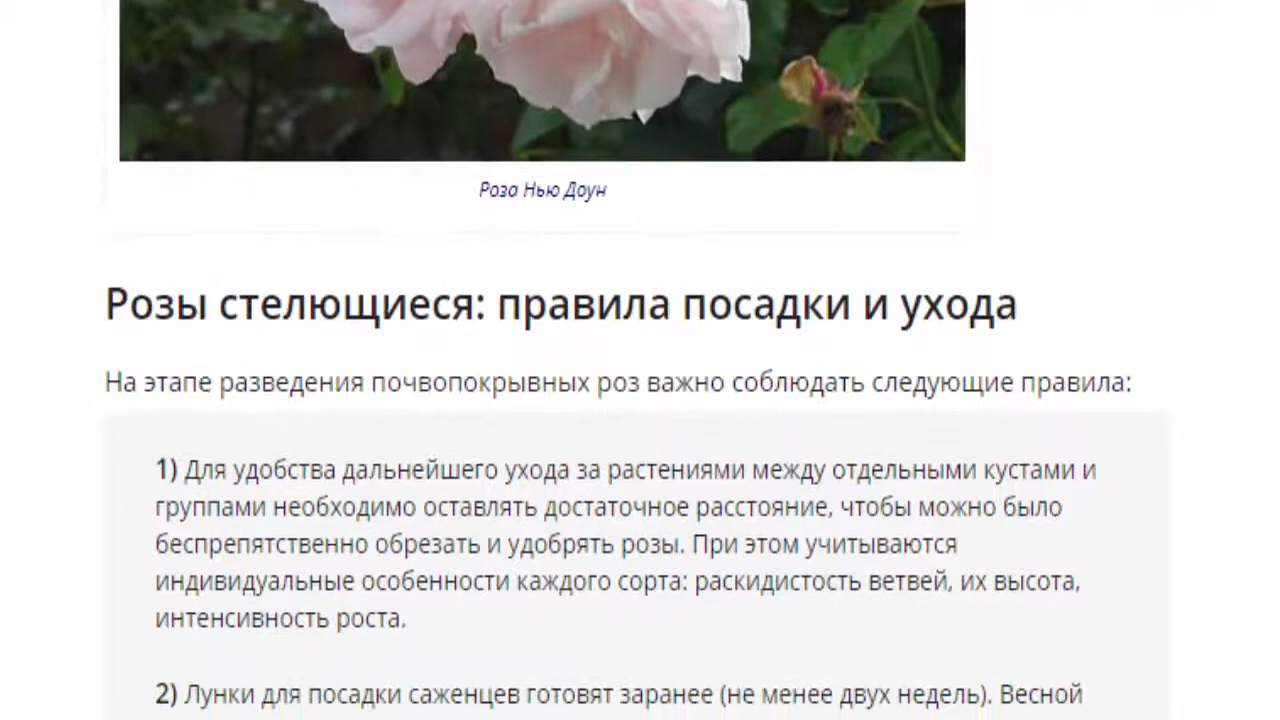 Роза Нью Доун
Розы стелющиеся: правила посадки и ухода
На этапе разведения почвопокрывных роз важно соблюдать следующие правила:
1) Для удобства дальнейшего ухода за растениями между отдельными кустами и
группами необходимо оставлять достаточное расстояние, чтобы можно было
беспрепятственно обрезать и удобрять розы. При этом учитываются
индивидуальные особенности каждого сорта: раскидистость ветвей, их высота,
интенсивность роста.
2) Лунки для посадки саженцев готовят заранее (не менее двух недель). Весной